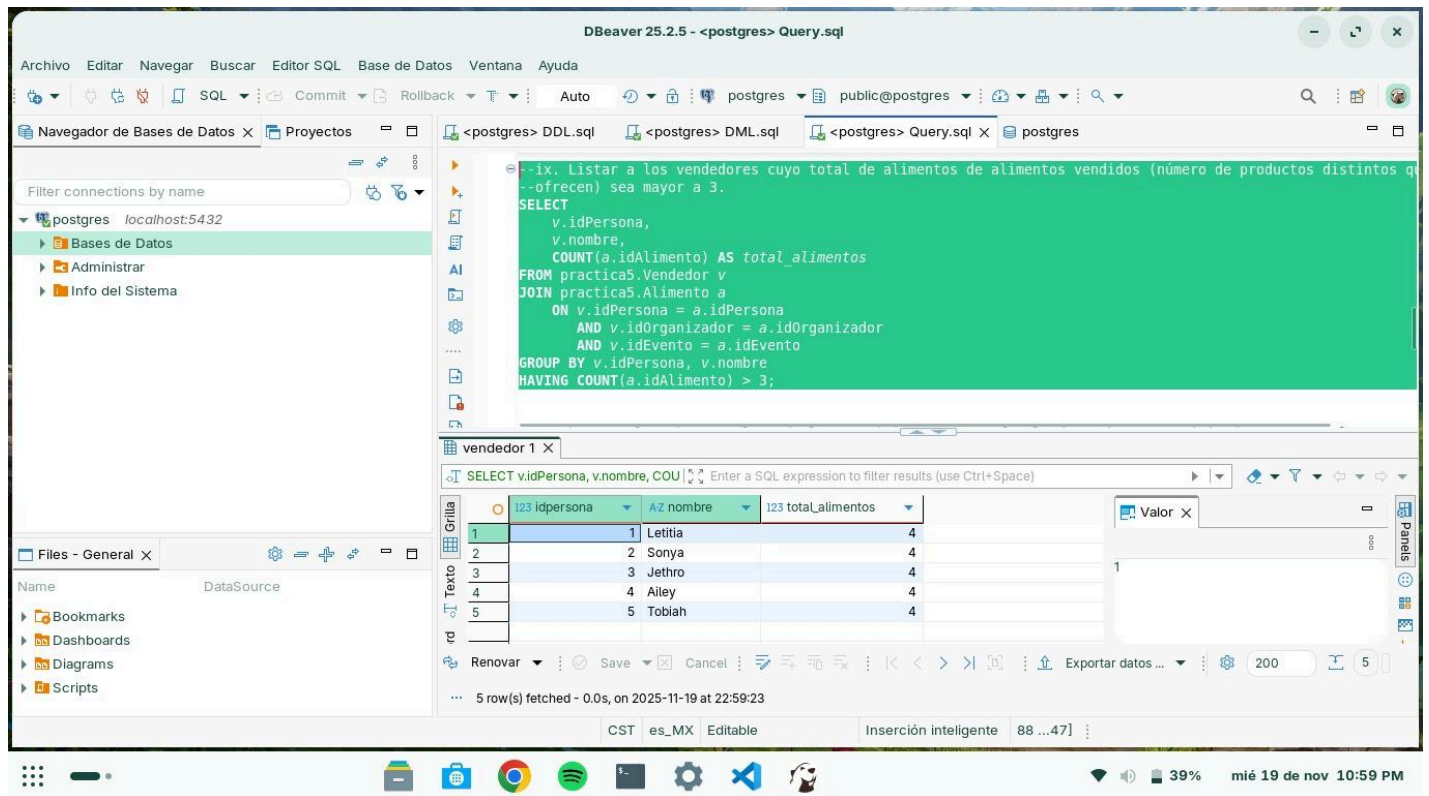 DBeaver 25.2.5 - <postgres> Query.sql
Archivo Editar Navegar Buscar Editor SQL Base de Datos Ventana Ayuda
SQL Commit Rollback T Auto postgres public@postgres
Navegador de Bases de Datos Proyectos
<postgres> DDL.sql <postgres> DML.sql <postgres> Query.sql postgres
Filter connections by name
postgres localhost:5432
Bases de Datos
Administrar
Info del Sistema
AI
--ix. Listar a los vendedores cuyo total de alimentos de alimentos vendidos (número de productos distintos
--ofrecen) sea mayor a 3.
SELECT
v.idPersona,
v.nombre,
COUNT(a.idAlimento) AS total_alimentos
FROM practica5.Vendedor v
JOIN practica5.Alimento a
ON v.idPersona = a.idPersona
AND v.idOrganizador = a.idOrganizador
AND v.idEvento = a.idEvento
GROUP BY v.idPersona, v.nombre
HAVING COUNT(a.idAlimento) > 3;
vendedor 1
SELECT v.idPersona, v.nombre, COU Enter a SQL expression to filter results (use Ctrl+Space)
Grilla
Texto
123 idpersona A-Z nombre 123 total_alimentos
1 1 Letitia 4
2 2 Sonya 4
3 3 Jethro 4
4 4 Ailey 4
5 5 Tobiah 4
Valor
1
Panels
Renovar Save Cancel Exportar datos ... 200 5
5 row(s) fetched - 0.0s, on 2025-11-19 at 22:59:23
Files - General
Name DataSource
Bookmarks
Dashboards
Diagrams
Scripts
CST es_MX Editable Inserción inteligente 88 ...47]
39% mié 19 de nov 10:59 PM